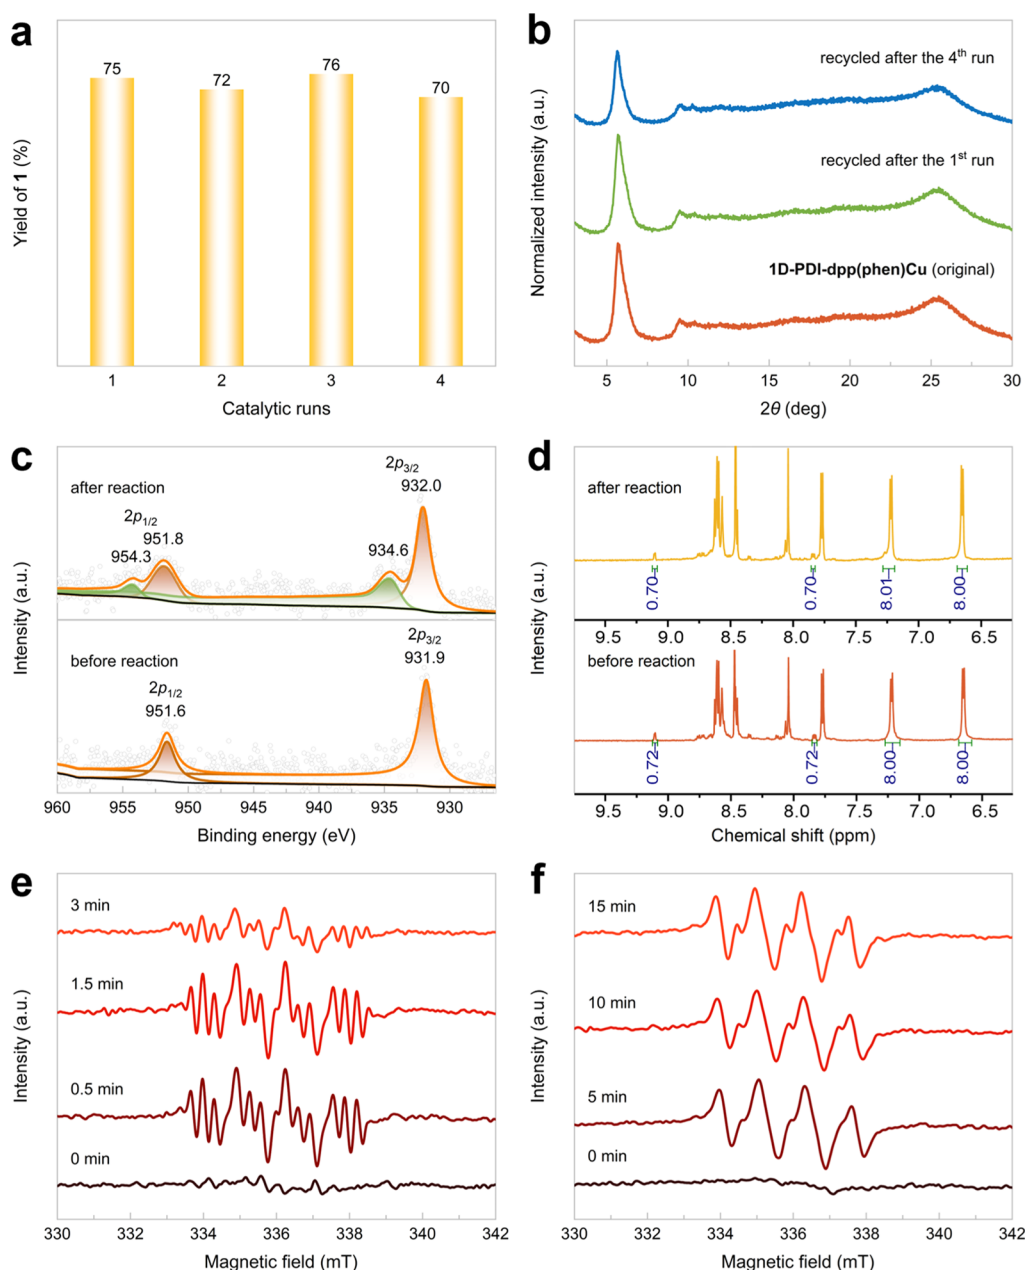 a
75
72
76
70
Yield of 1 (%)
1 2 3 4
Catalytic runs
b
recycled after the 4th run
recycled after the 1st run
1D-PDI-dpp(phen)Cu (original)
Normalized intensity (a.u.)
5 10 15 20 25 30
2θ (deg)
c
after reaction
2p1/2
951.8
954.3
2p3/2
932.0
934.6
Intensity (a.u.)
before reaction
2p1/2
951.6
2p3/2
931.9
Intensity (a.u.)
960 955 950 945 940 935 930
Binding energy (eV)
d
after reaction
0.70 0.70 8.01 8.00
9.5 9.0 8.5 8.0 7.5 7.0 6.5
before reaction
0.72 0.72 8.00 8.00
9.5 9.0 8.5 8.0 7.5 7.0 6.5
Intensity (a.u.)
Chemical shift (ppm)
e
3 min
1.5 min
0.5 min
0 min
Intensity (a.u.)
330 332 334 336 338 340 342
Magnetic field (mT)
f
15 min
10 min
5 min
0 min
Intensity (a.u.)
330 332 334 336 338 340 342
Magnetic field (mT)